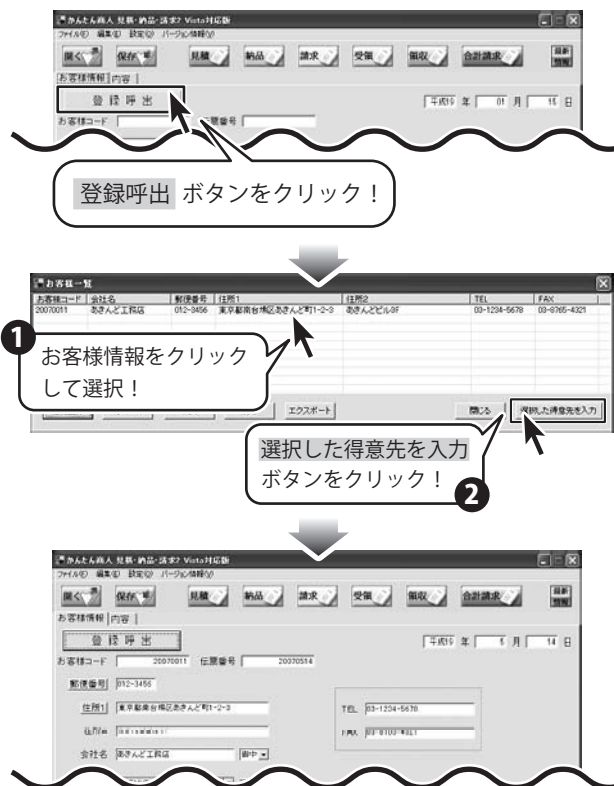 かんたん商人 見積・納品・請求2 Vista対応版
ファイル(F) 編集(E) 設定(Q) バージョン情報(V)
開く 保存 見積 納品 請求 受領 領収 合計請求 最新情報
お客様情報 内容
登録呼出 平成19 年 01 月 15 日
お客様コード 伝票番号
登録呼出 ボタンをクリック！
お客様一覧
お客様コード 会社名 郵便番号 住所1 住所2 TEL FAX
20070011 あきんど工務店 012-3456 東京都南台場区あきんど町1-2-3 あきんどビル3F 03-1234-5678 03-8765-4321
1
お客様情報をクリック
して選択！
エクスポート 閉じる 選択した得意先を入力
選択した得意先を入力
ボタンをクリック！
2
かんたん商人 見積・納品・請求2 Vista対応版
ファイル(F) 編集(E) 設定(Q) バージョン情報(V)
開く 保存 見積 納品 請求 受領 領収 合計請求 最新情報
お客様情報 内容
登録呼出 平成19 年 5 月 14 日
お客様コード 20070011 伝票番号 20070514
郵便番号 012-3456
住所1 東京都南台場区あきんど町1-2-3 TEL 03-1234-5678
会社名 あきんど工務店 御中